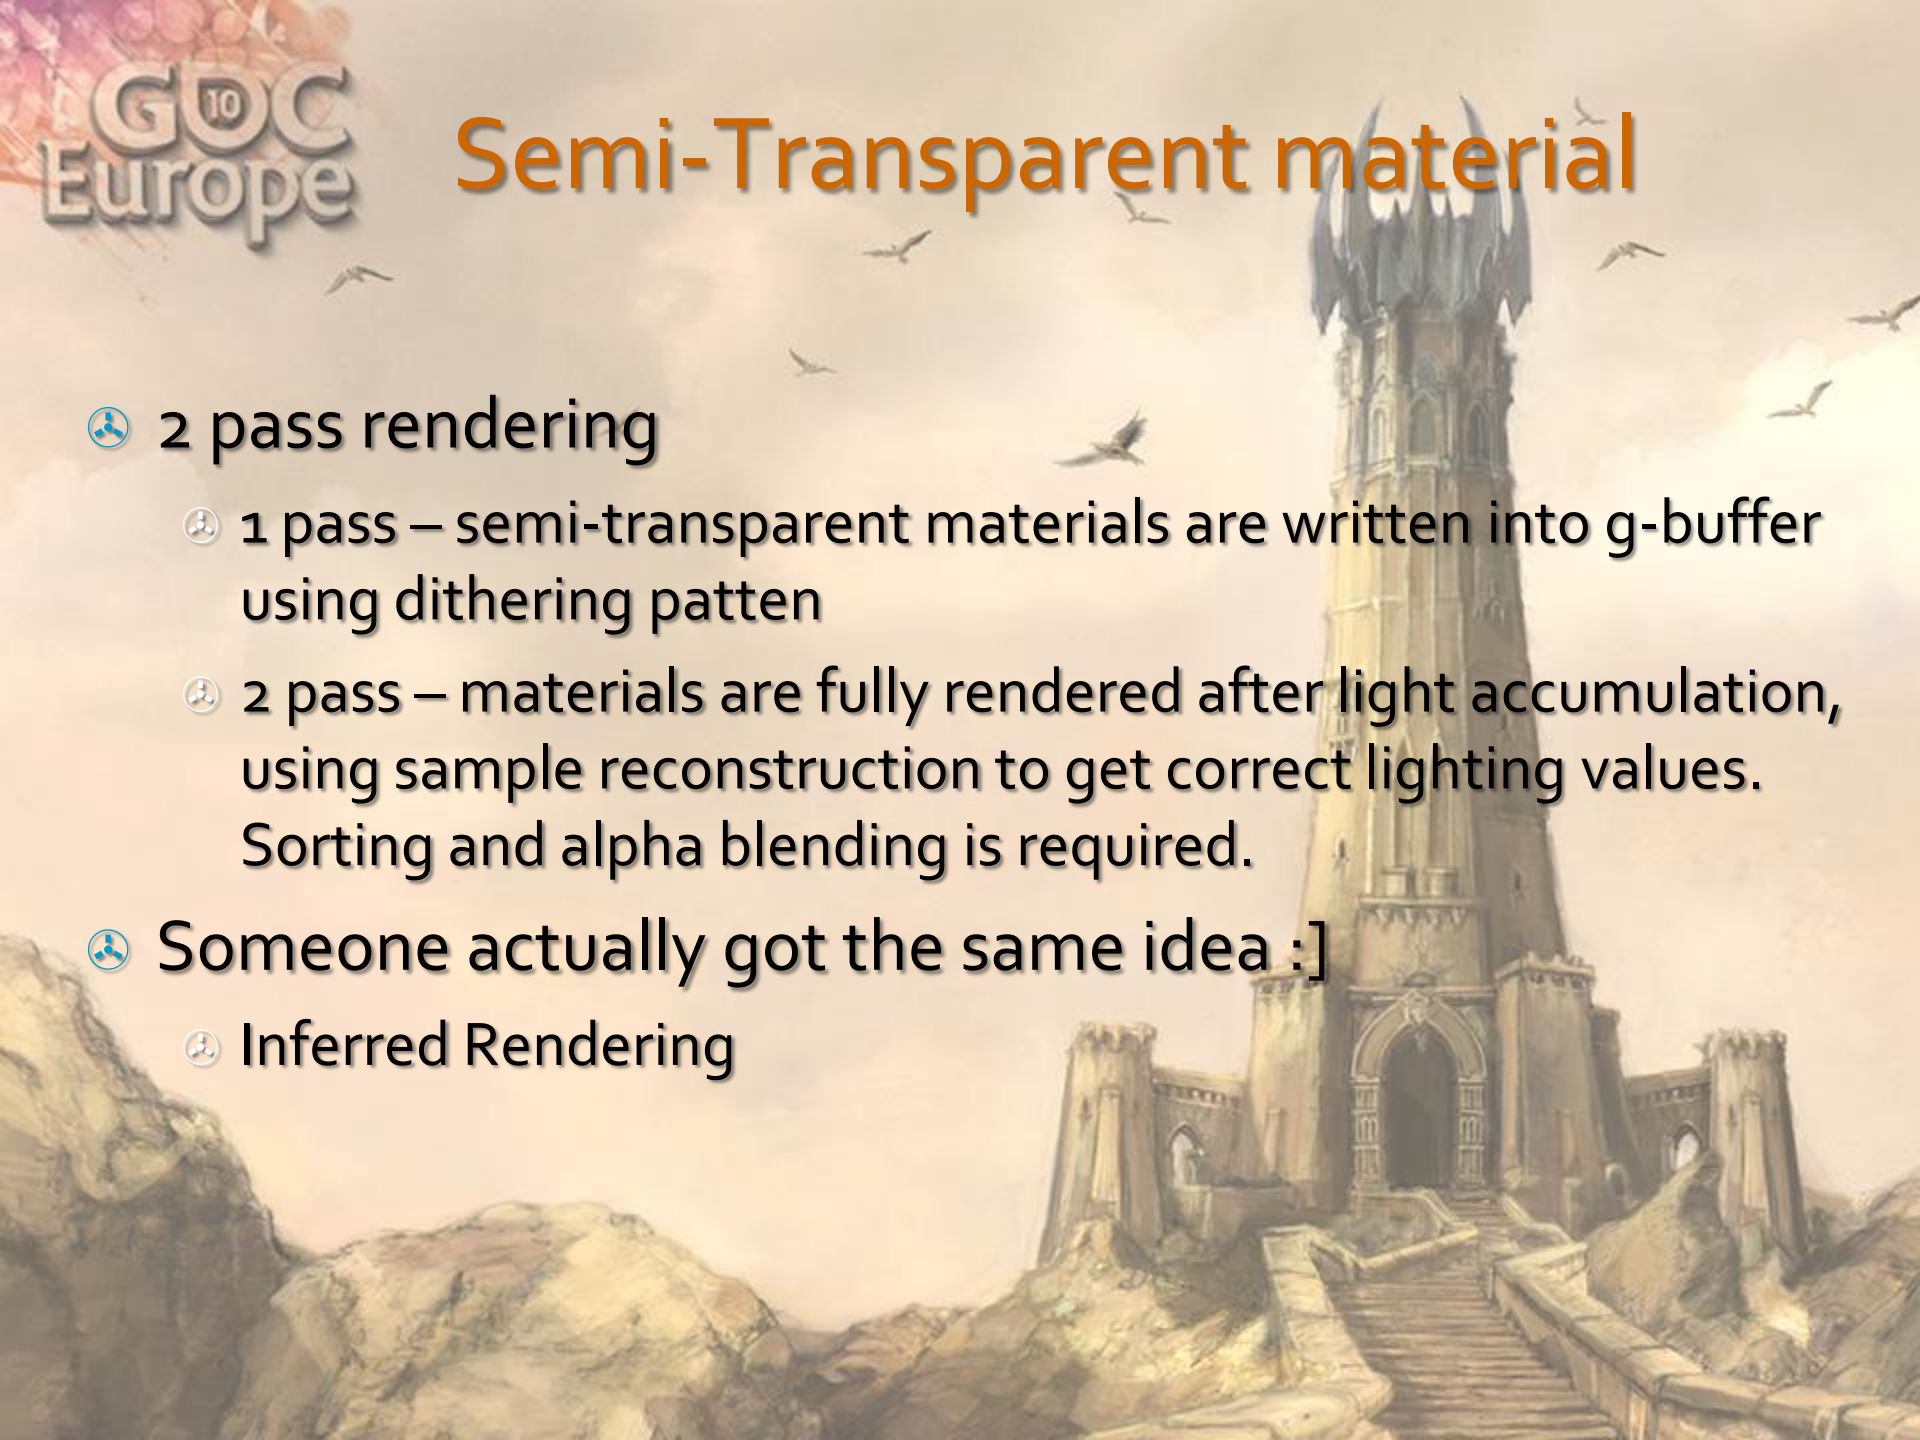 GDC
10
Europe
Semi-Transparent material
2 pass rendering
1 pass – semi-transparent materials are written into g-buffer
using dithering patten
2 pass – materials are fully rendered after light accumulation,
using sample reconstruction to get correct lighting values.
Sorting and alpha blending is required.
Someone actually got the same idea :]
Inferred Rendering